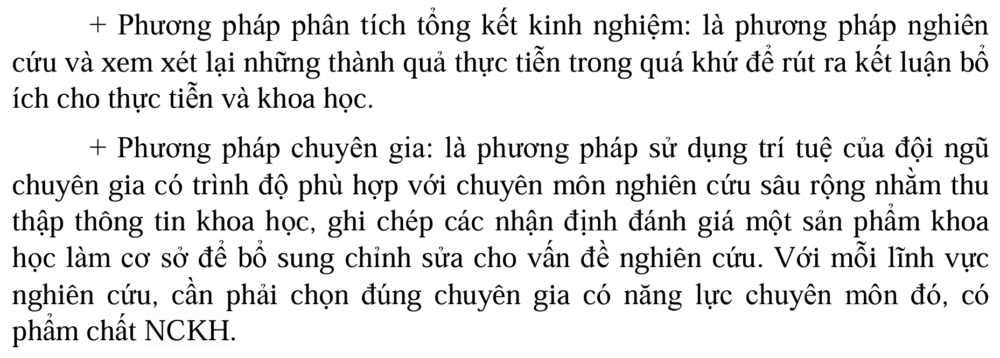 + Phương pháp phân tích tổng kết kinh nghiệm: là phương pháp nghiên
cứu và xem xét lại những thành quả thực tiễn trong quá khứ để rút ra kết luận bổ
ích cho thực tiễn và khoa học.
+ Phương pháp chuyên gia: là phương pháp sử dụng trí tuệ của đội ngũ
chuyên gia có trình độ phù hợp với chuyên môn nghiên cứu sâu rộng nhằm thu
thập thông tin khoa học, ghi chép các nhận định đánh giá một sản phẩm khoa
học làm cơ sở để bổ sung chỉnh sửa cho vấn đề nghiên cứu. Với mỗi lĩnh vực
nghiên cứu, cần phải chọn đúng chuyên gia có năng lực chuyên môn đó, có
phẩm chất NCKH.